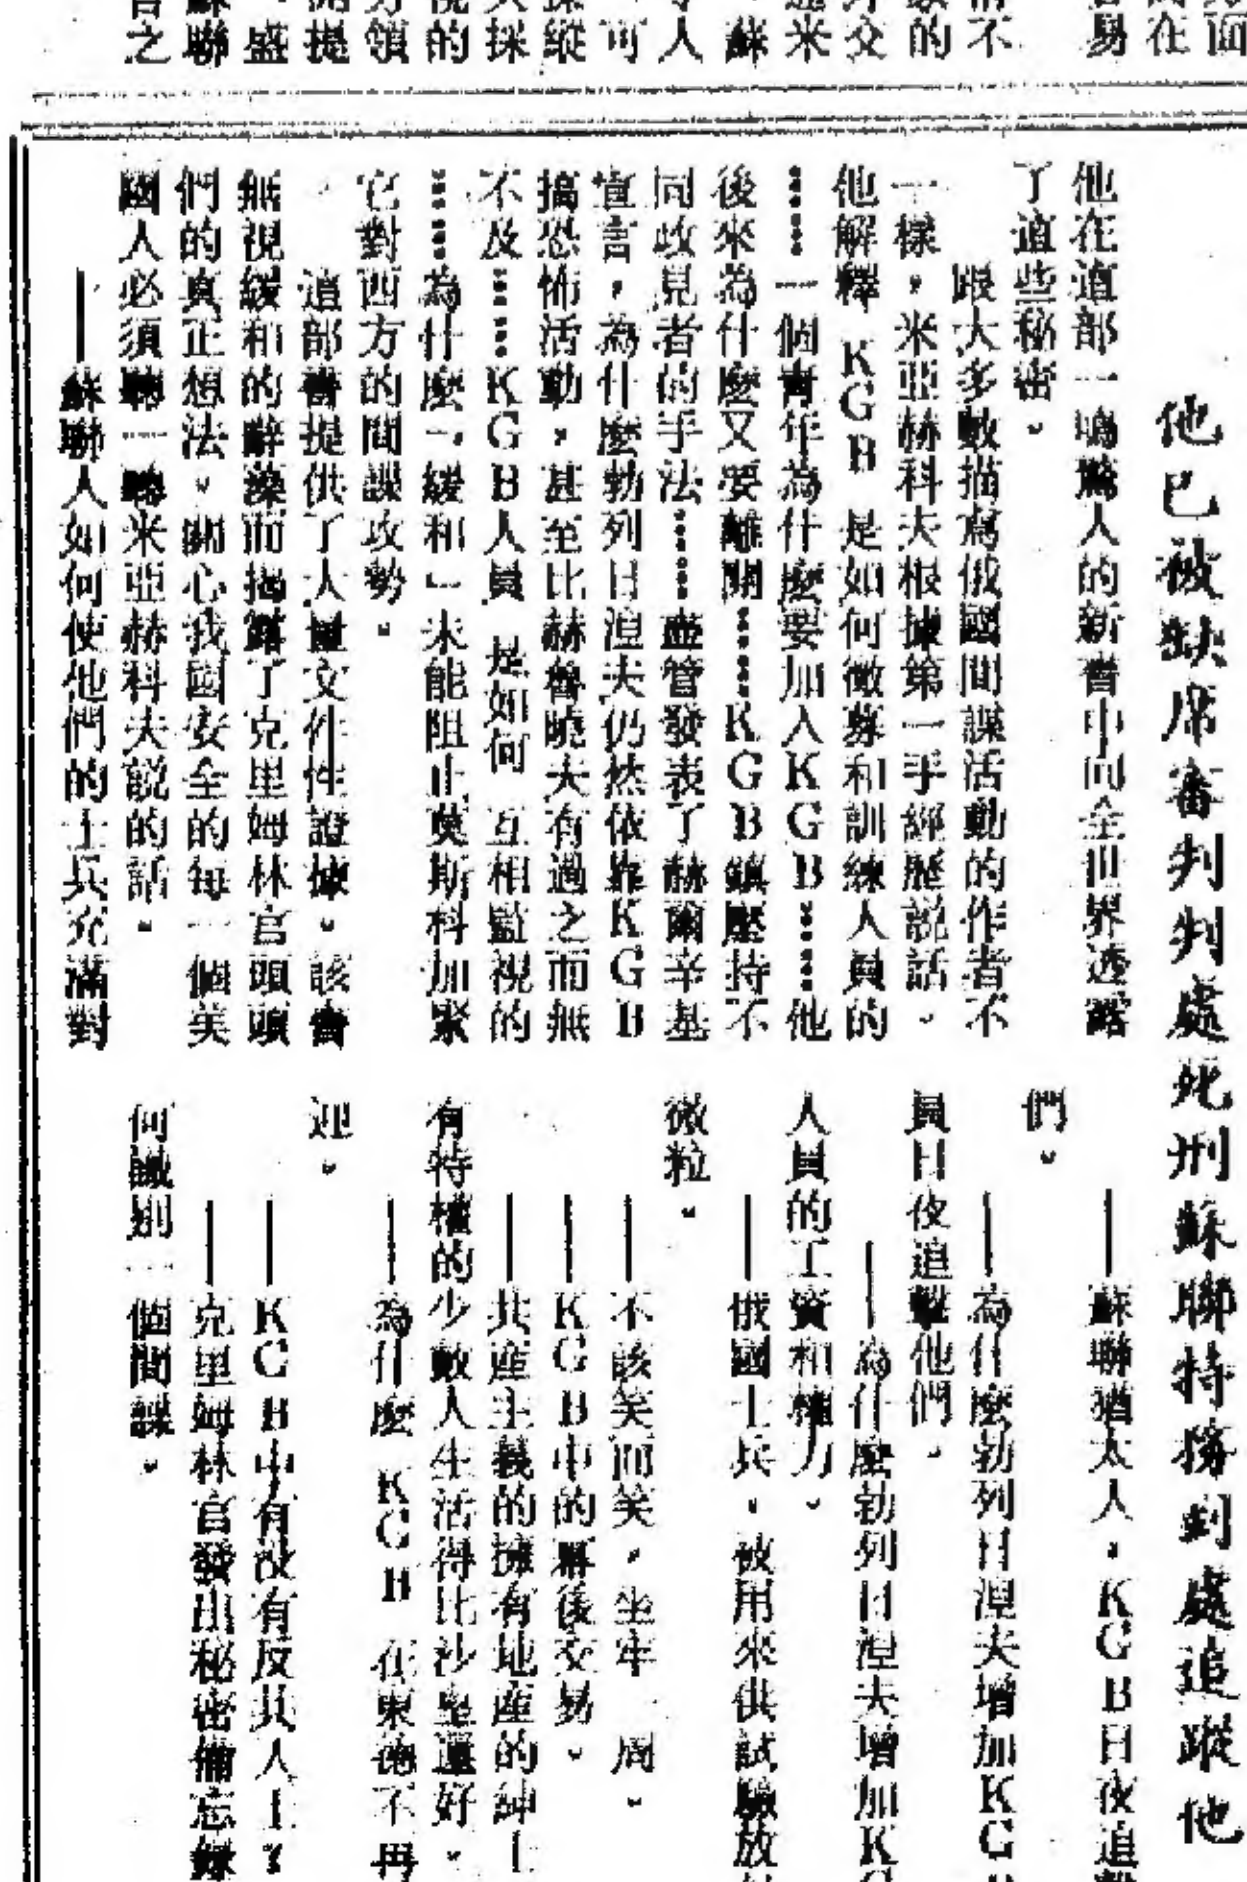 他已被缺席審判判處死刑蘇聯特務到處追蹤他
他在這部一鳴驚人的新書中向全世界透露
了這些秘密。
跟大多數描寫俄國間諜活動的作者不
一樣，米亞赫科夫根據第一手經歷説話。
他解釋 KGB 是如何徵募和訓練人員的
……一個青年為什麼要加入KGB……他
後來為什麼又要離開……KGB鎮壓持不
同政見者的手法……儘管發表了赫爾辛基
宣言，為什麼勃列日涅夫仍然依靠KGB
搞恐怖活動，甚至比赫魯曉夫有過之而無
不及……KGB人員 是如何 互相監視的
……為什麼「緩和」未能阻止莫斯科加緊
它對西方的間諜攻勢。
這部書提供了大量文件性證據。該書
無視緩和的辭藻而揭露了克里姆林宮頭頭
們的真正想法。關心我國安全的每一個美
國人必須聽一聽米亞赫科夫説的話。
——蘇聯人如何使他們的士兵充滿對
——蘇聯猶太人，KGB日夜追擊
們。
——為什麼勃列日涅夫增加KG
員日夜追擊他們。
——為什麼勃列日涅夫增加K
人員的工資和權力。
——俄國士兵，被用來供試驗放
微粒。
——不該笑而笑，坐牢 周。
——KGB中的幕後交易。
——共産主義的擁有地産的紳士
有特權的少數人生活得比沙皇還好。
——為什麼 KGB 在東德不再
迎。
——KGB中有沒有反共人士？
——克里姆林宮發出秘密備忘錄
何識別一個間諜。